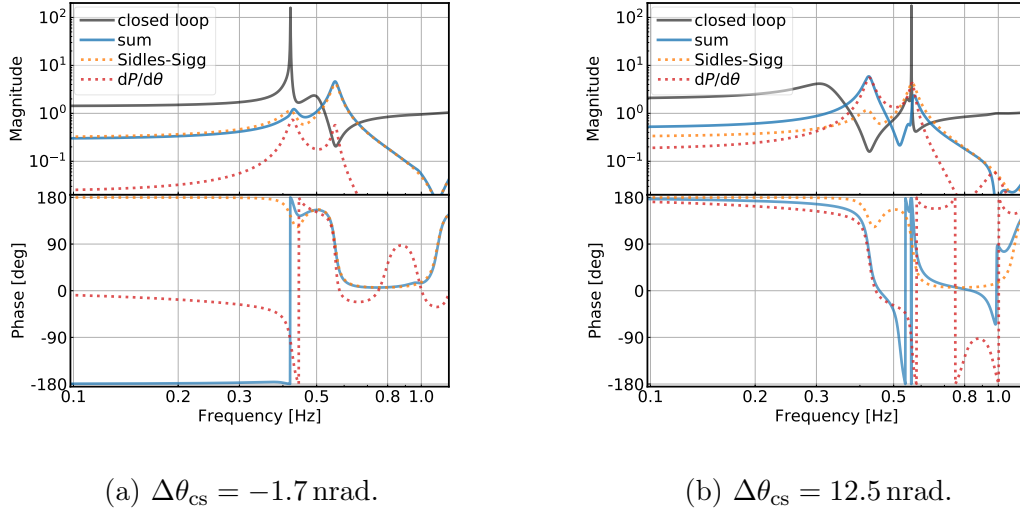 10²
10¹
10⁰
10⁻¹
Magnitude
closed loop
sum
Sidles-Sigg
dP/dθ
180
90
0
-90
-180
Phase [deg]
0.1 0.2 0.3 0.5 0.8 1.0
Frequency [Hz]
(a) Δθcs = −1.7 nrad.
10²
10¹
10⁰
10⁻¹
Magnitude
closed loop
sum
Sidles-Sigg
dP/dθ
180
90
0
-90
-180
Phase [deg]
0.1 0.2 0.3 0.5 0.8 1.0
Frequency [Hz]
(b) Δθcs = 12.5 nrad.